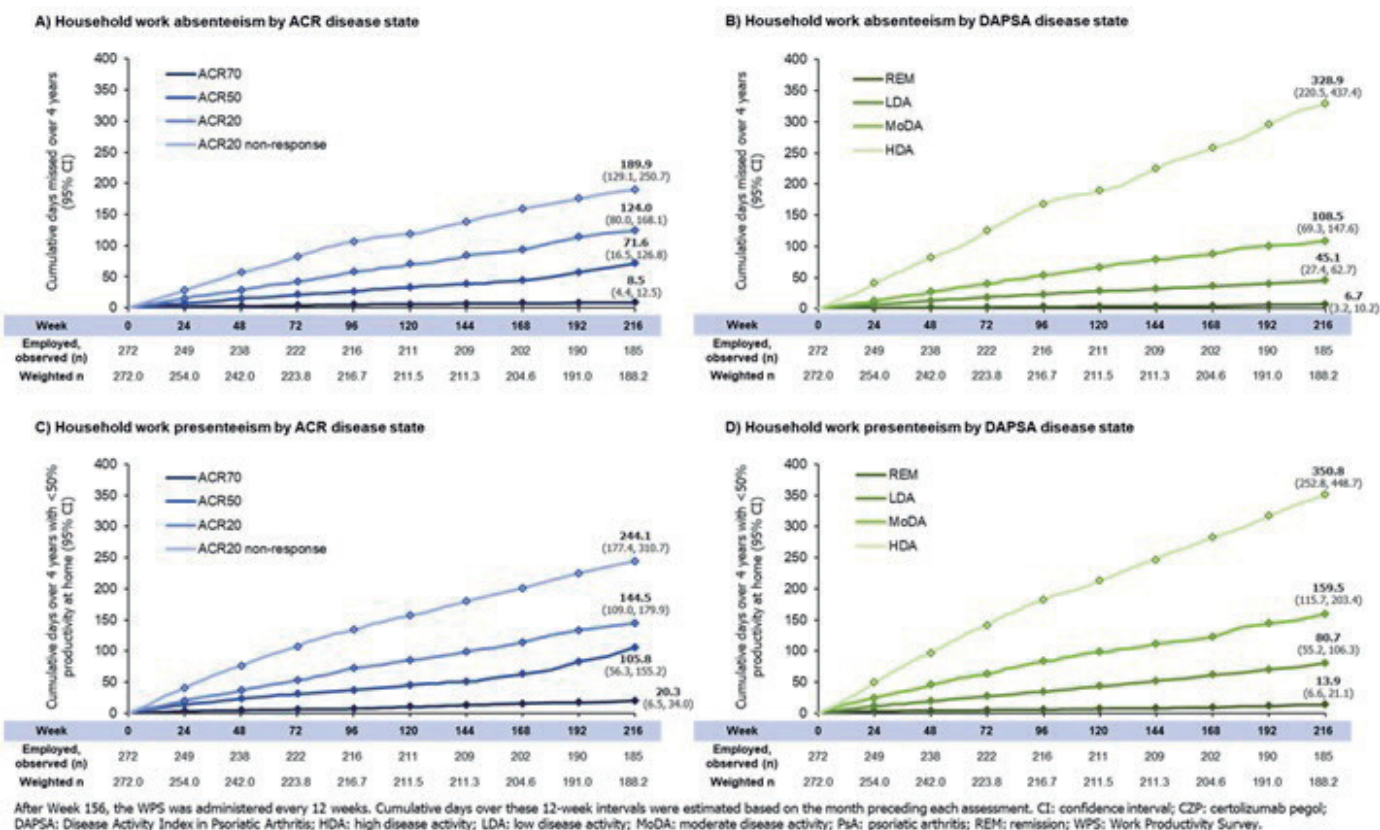 A) Household work absenteeism by ACR disease state
Cumulative days missed over 4 years
(95% CI)
400
350
300
250
200
150
100
50
0
ACR70
ACR50
ACR20
ACR20 non-response
189.9
(129.1, 250.7)
124.0
(80.0, 168.1)
71.6
(16.5, 126.8)
8.5
(4.4, 12.5)
Week 0 24 48 72 96 120 144 168 192 216
Employed,
observed (n) 272 249 238 222 216 211 209 202 190 185
Weighted n 272.0 254.0 242.0 223.8 216.7 211.5 211.3 204.6 191.0 188.2
B) Household work absenteeism by DAPSA disease state
Cumulative days missed over 4 years
(95% CI)
400
350
300
250
200
150
100
50
0
REM
LDA
MoDA
HDA
328.9
(220.5, 437.4)
108.5
(69.3, 147.6)
45.1
(27.4, 62.7)
6.7
(3.2, 10.2)
Week 0 24 48 72 96 120 144 168 192 216
Employed,
observed (n) 272 249 238 222 216 211 209 202 190 185
Weighted n 272.0 254.0 242.0 223.8 216.7 211.5 211.3 204.6 191.0 188.2
C) Household work presenteeism by ACR disease state
Cumulative days over 4 years with <50%
productivity at home (95% CI)
400
350
300
250
200
150
100
50
0
ACR70
ACR50
ACR20
ACR20 non-response
244.1
(177.4, 310.7)
144.5
(109.0, 179.9)
105.8
(56.3, 155.2)
20.3
(6.5, 34.0)
Week 0 24 48 72 96 120 144 168 192 216
Employed,
observed (n) 272 249 238 222 216 211 209 202 190 185
Weighted n 272.0 254.0 242.0 223.8 216.7 211.5 211.3 204.6 191.0 188.2
D) Household work presenteeism by DAPSA disease state
Cumulative days over 4 years with <50%
productivity at home (95% CI)
400
350
300
250
200
150
100
50
0
REM
LDA
MoDA
HDA
350.8
(252.8, 448.7)
159.5
(115.7, 203.4)
80.7
(55.2, 106.3)
13.9
(6.6, 21.1)
Week 0 24 48 72 96 120 144 168 192 216
Employed,
observed (n) 272 249 238 222 216 211 209 202 190 185
Weighted n 272.0 254.0 242.0 223.8 216.7 211.5 211.3 204.6 191.0 188.2
After Week 156, the WPS was administered every 12 weeks. Cumulative days over these 12-week intervals were estimated based on the month preceding each assessment. CI: confidence interval; CZP: certolizumab pegol;
DAPSA: Disease Activity Index in Psoriatic Arthritis; HDA: high disease activity; LDA: low disease activity; MoDA: moderate disease activity; PsA: psoriatic arthritis; REM: remission; WPS: Work Productivity Survey.